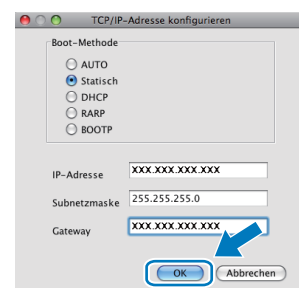 TCP/IP-Adresse konfigurieren
Boot-Methode
AUTO
Statisch
DHCP
RARP
BOOTP
IP-Adresse XXX.XXX.XXX.XXX
Subnetzmaske 255.255.255.0
Gateway XXX.XXX.XXX.XXX
OK Abbrechen